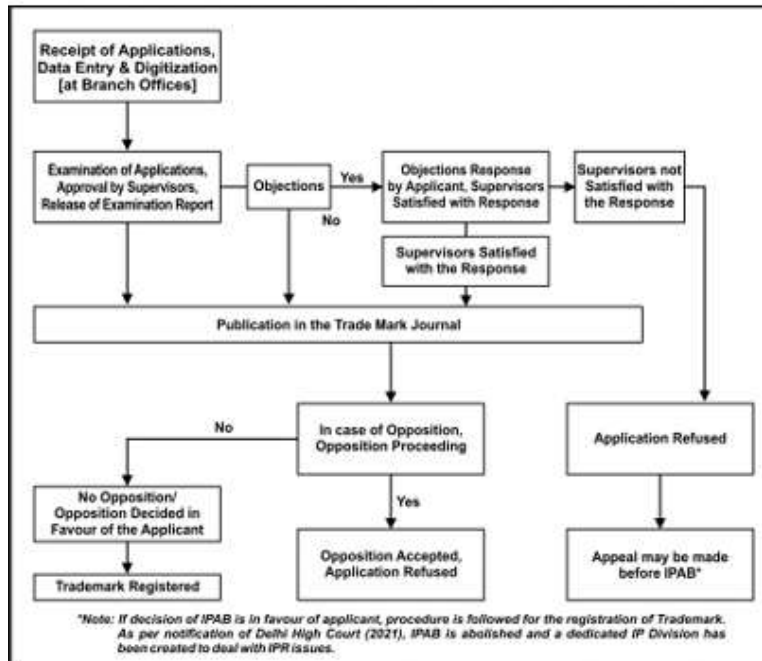 Receipt of Applications,
Data Entry & Digitization
[at Branch Offices]
Examination of Applications,
Approval by Supervisors,
Release of Examination Report
Objections
Yes
No
Objections Response
by Applicant, Supervisors
Satisfied with Response
Supervisors not
Satisfied with
the Response
Supervisors Satisfied
with the Response
Publication in the Trade Mark Journal
No
In case of Opposition,
Opposition Proceeding
Application Refused
Yes
No Opposition/
Opposition Decided in
Favour of the Applicant
Opposition Accepted,
Application Refused
Appeal may be made
before IPAB*
Trademark Registered
*Note: If decision of IPAB is in favour of applicant, procedure is followed for the registration of Trademark.
As per notification of Delhi High Court (2021), IPAB is abolished and a dedicated IP Division has
been created to deal with IPR issues.